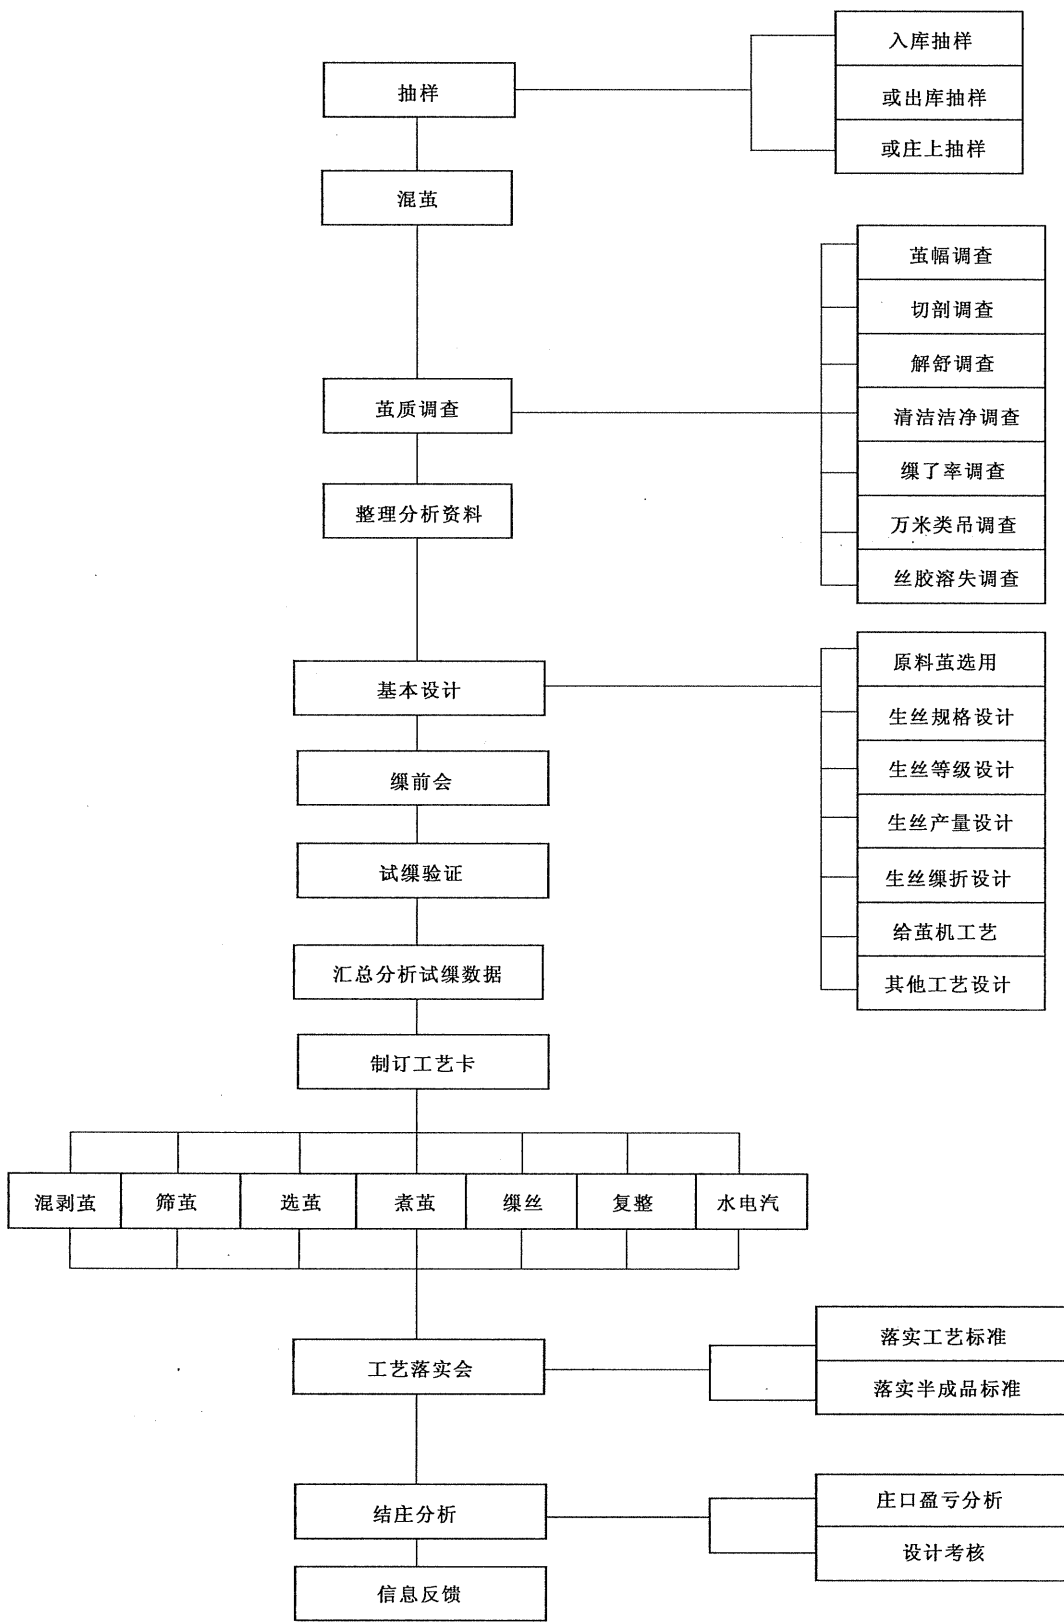 入库抽样
抽样
或出库抽样
或庄上抽样
混茧
茧质调查
茧幅调查
切剖调查
解舒调查
清洁洁净调查
缫了率调查
万米类吊调查
丝胶溶失调查
整理分析资料
基本设计
原料茧选用
生丝规格设计
生丝等级设计
生丝产量设计
生丝缫折设计
给茧机工艺
其他工艺设计
缫前会
试缫验证
汇总分析试缫数据
制订工艺卡
混剥茧
筛茧
选茧
煮茧
缫丝
复整
水电汽
工艺落实会
落实工艺标准
落实半成品标准
结庄分析
庄口盈亏分析
设计考核
信息反馈